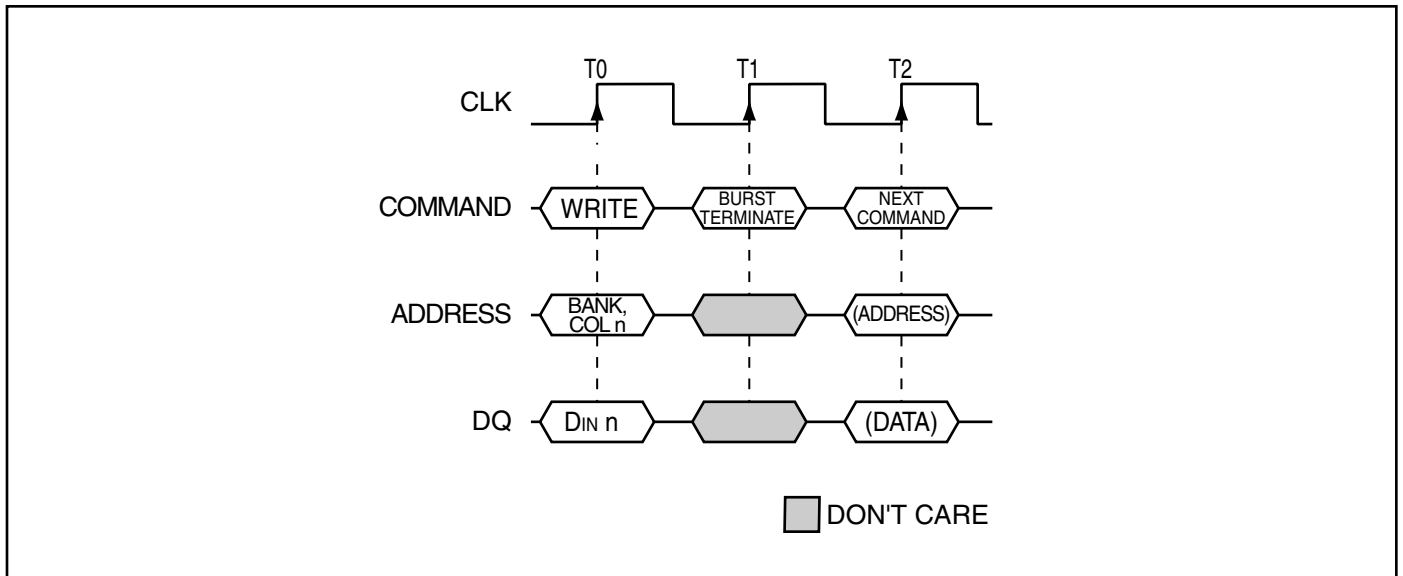 T0 T1 T2
CLK
COMMAND WRITE BURST TERMINATE NEXT COMMAND
ADDRESS BANK, COL n (ADDRESS)
DQ DIN n (DATA)
DON'T CARE